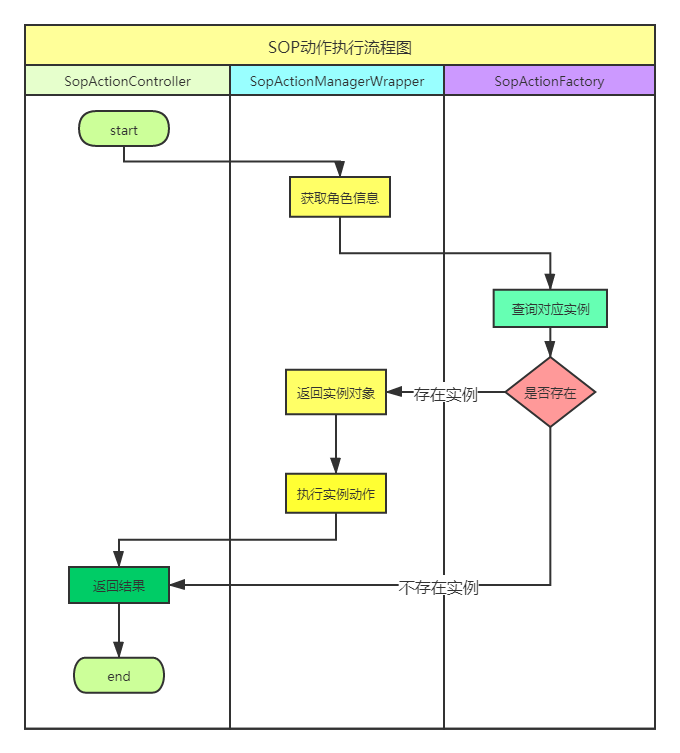 SOP动作执行流程图
SopActionController
SopActionManagerWrapper
SopActionFactory
start
获取角色信息
查询对应实例
返回实例对象
存在实例
是否存在
执行实例动作
返回结果
不存在实例
end